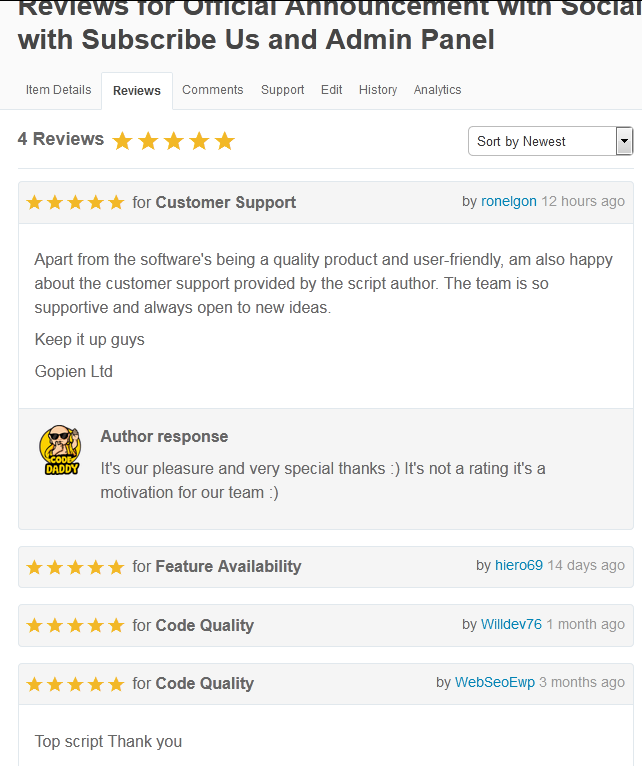 Reviews for Official Announcement with Social
with Subscribe Us and Admin Panel
Item Details Reviews Comments Support Edit History Analytics
4 Reviews
Sort by Newest
for Customer Support by ronelgon 12 hours ago
Apart from the software's being a quality product and user-friendly, am also happy
about the customer support provided by the script author. The team is so
supportive and always open to new ideas.
Keep it up guys
Gopien Ltd
CODE
DADDY
Author response
It's our pleasure and very special thanks :) It's not a rating it's a
motivation for our team :)
for Feature Availability by hiero69 14 days ago
for Code Quality by Willdev76 1 month ago
for Code Quality by WebSeoEwp 3 months ago
Top script Thank you